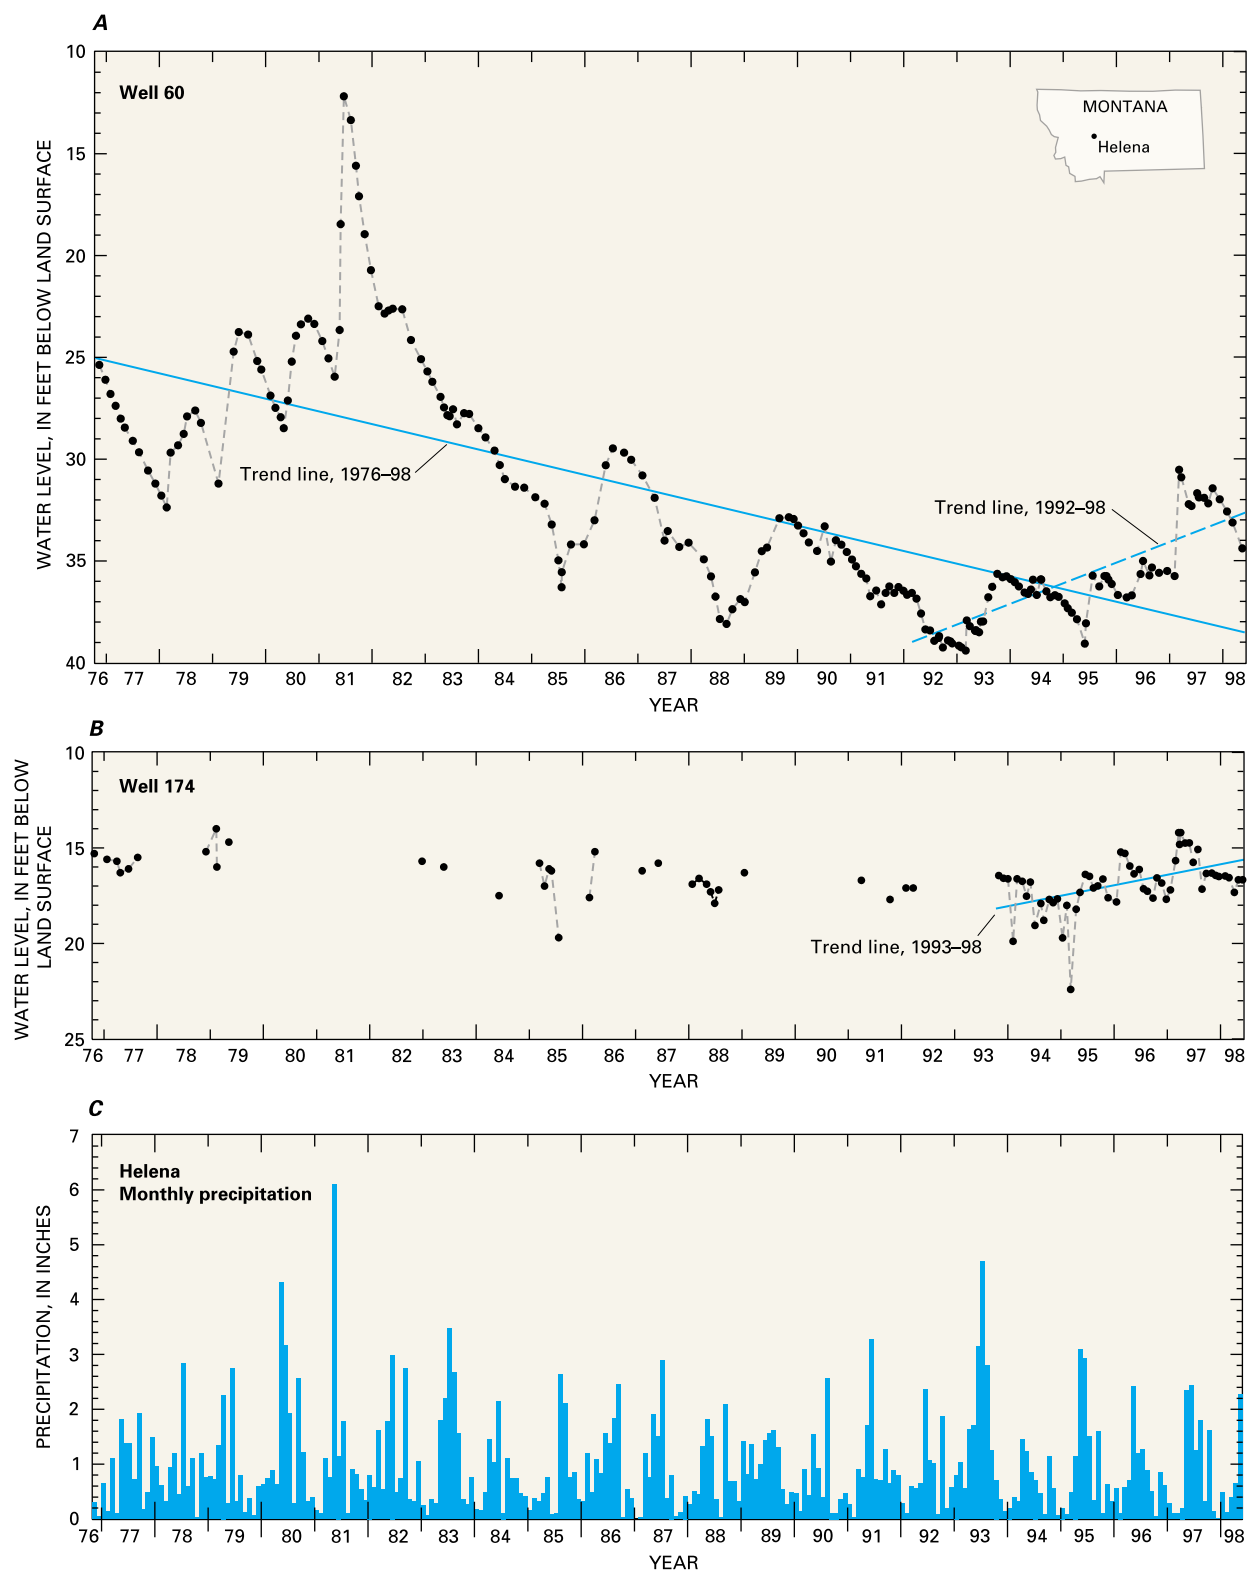 A
10
15
20
25
30
35
40
WATER LEVEL, IN FEET BELOW LAND SURFACE
Well 60
MONTANA
Helena
Trend line, 1976–98
Trend line, 1992–98
76 77 78 79 80 81 82 83 84 85 86 87 88 89 90 91 92 93 94 95 96 97 98
YEAR
B
10
15
20
25
WATER LEVEL, IN FEET BELOW
LAND SURFACE
Well 174
Trend line, 1993–98
76 77 78 79 80 81 82 83 84 85 86 87 88 89 90 91 92 93 94 95 96 97 98
YEAR
C
7
6
5
4
3
2
1
0
PRECIPITATION, IN INCHES
Helena
Monthly precipitation
76 77 78 79 80 81 82 83 84 85 86 87 88 89 90 91 92 93 94 95 96 97 98
YEAR